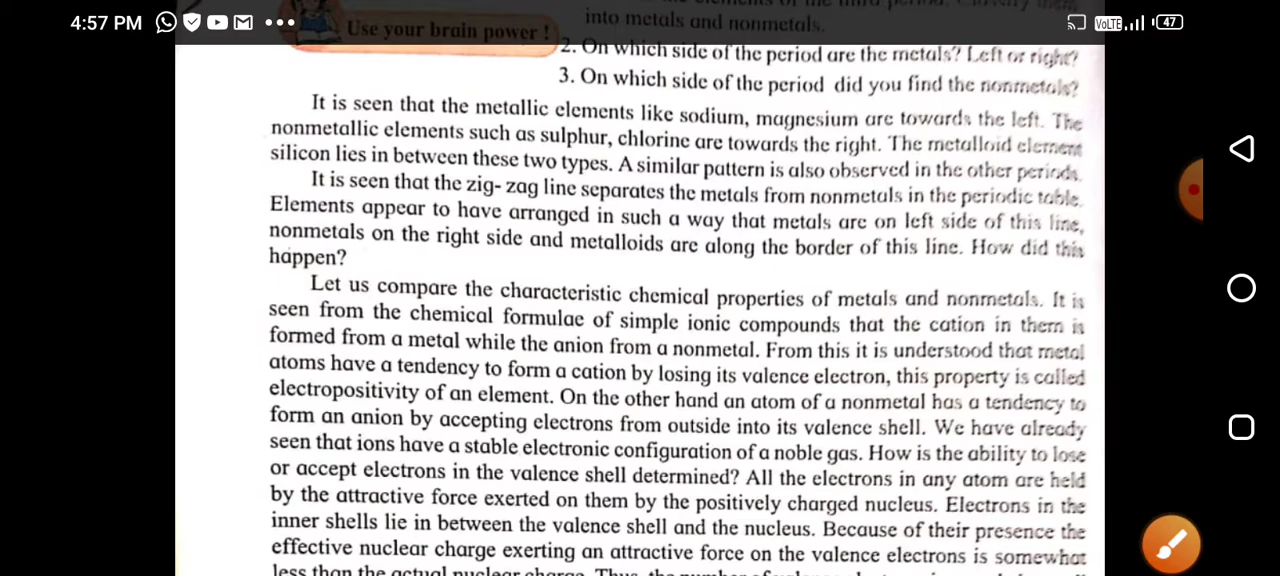 4:57 PM
VoLTE 47
Use your brain power !
into metals and nonmetals.
2. On which side of the period are the metals? Left or right?
3. On which side of the period did you find the nonmetals?
It is seen that the metallic elements like sodium, magnesium are towards the left. The
nonmetallic elements such as sulphur, chlorine are towards the right. The metalloid element
silicon lies in between these two types. A similar pattern is also observed in the other periods.
It is seen that the zig- zag line separates the metals from nonmetals in the periodic table.
Elements appear to have arranged in such a way that metals are on left side of this line,
nonmetals on the right side and metalloids are along the border of this line. How did this
happen?
Let us compare the characteristic chemical properties of metals and nonmetals. It is
seen from the chemical formulae of simple ionic compounds that the cation in them is
formed from a metal while the anion from a nonmetal. From this it is understood that metal
atoms have a tendency to form a cation by losing its valence electron, this property is called
electropositivity of an element. On the other hand an atom of a nonmetal has a tendency to
form an anion by accepting electrons from outside into its valence shell. We have already
seen that ions have a stable electronic configuration of a noble gas. How is the ability to lose
or accept electrons in the valence shell determined? All the electrons in any atom are held
by the attractive force exerted on them by the positively charged nucleus. Electrons in the
inner shells lie in between the valence shell and the nucleus. Because of their presence the
effective nuclear charge exerting an attractive force on the valence electrons is somewhat
less than the actual nuclear charge. Thus, the number of